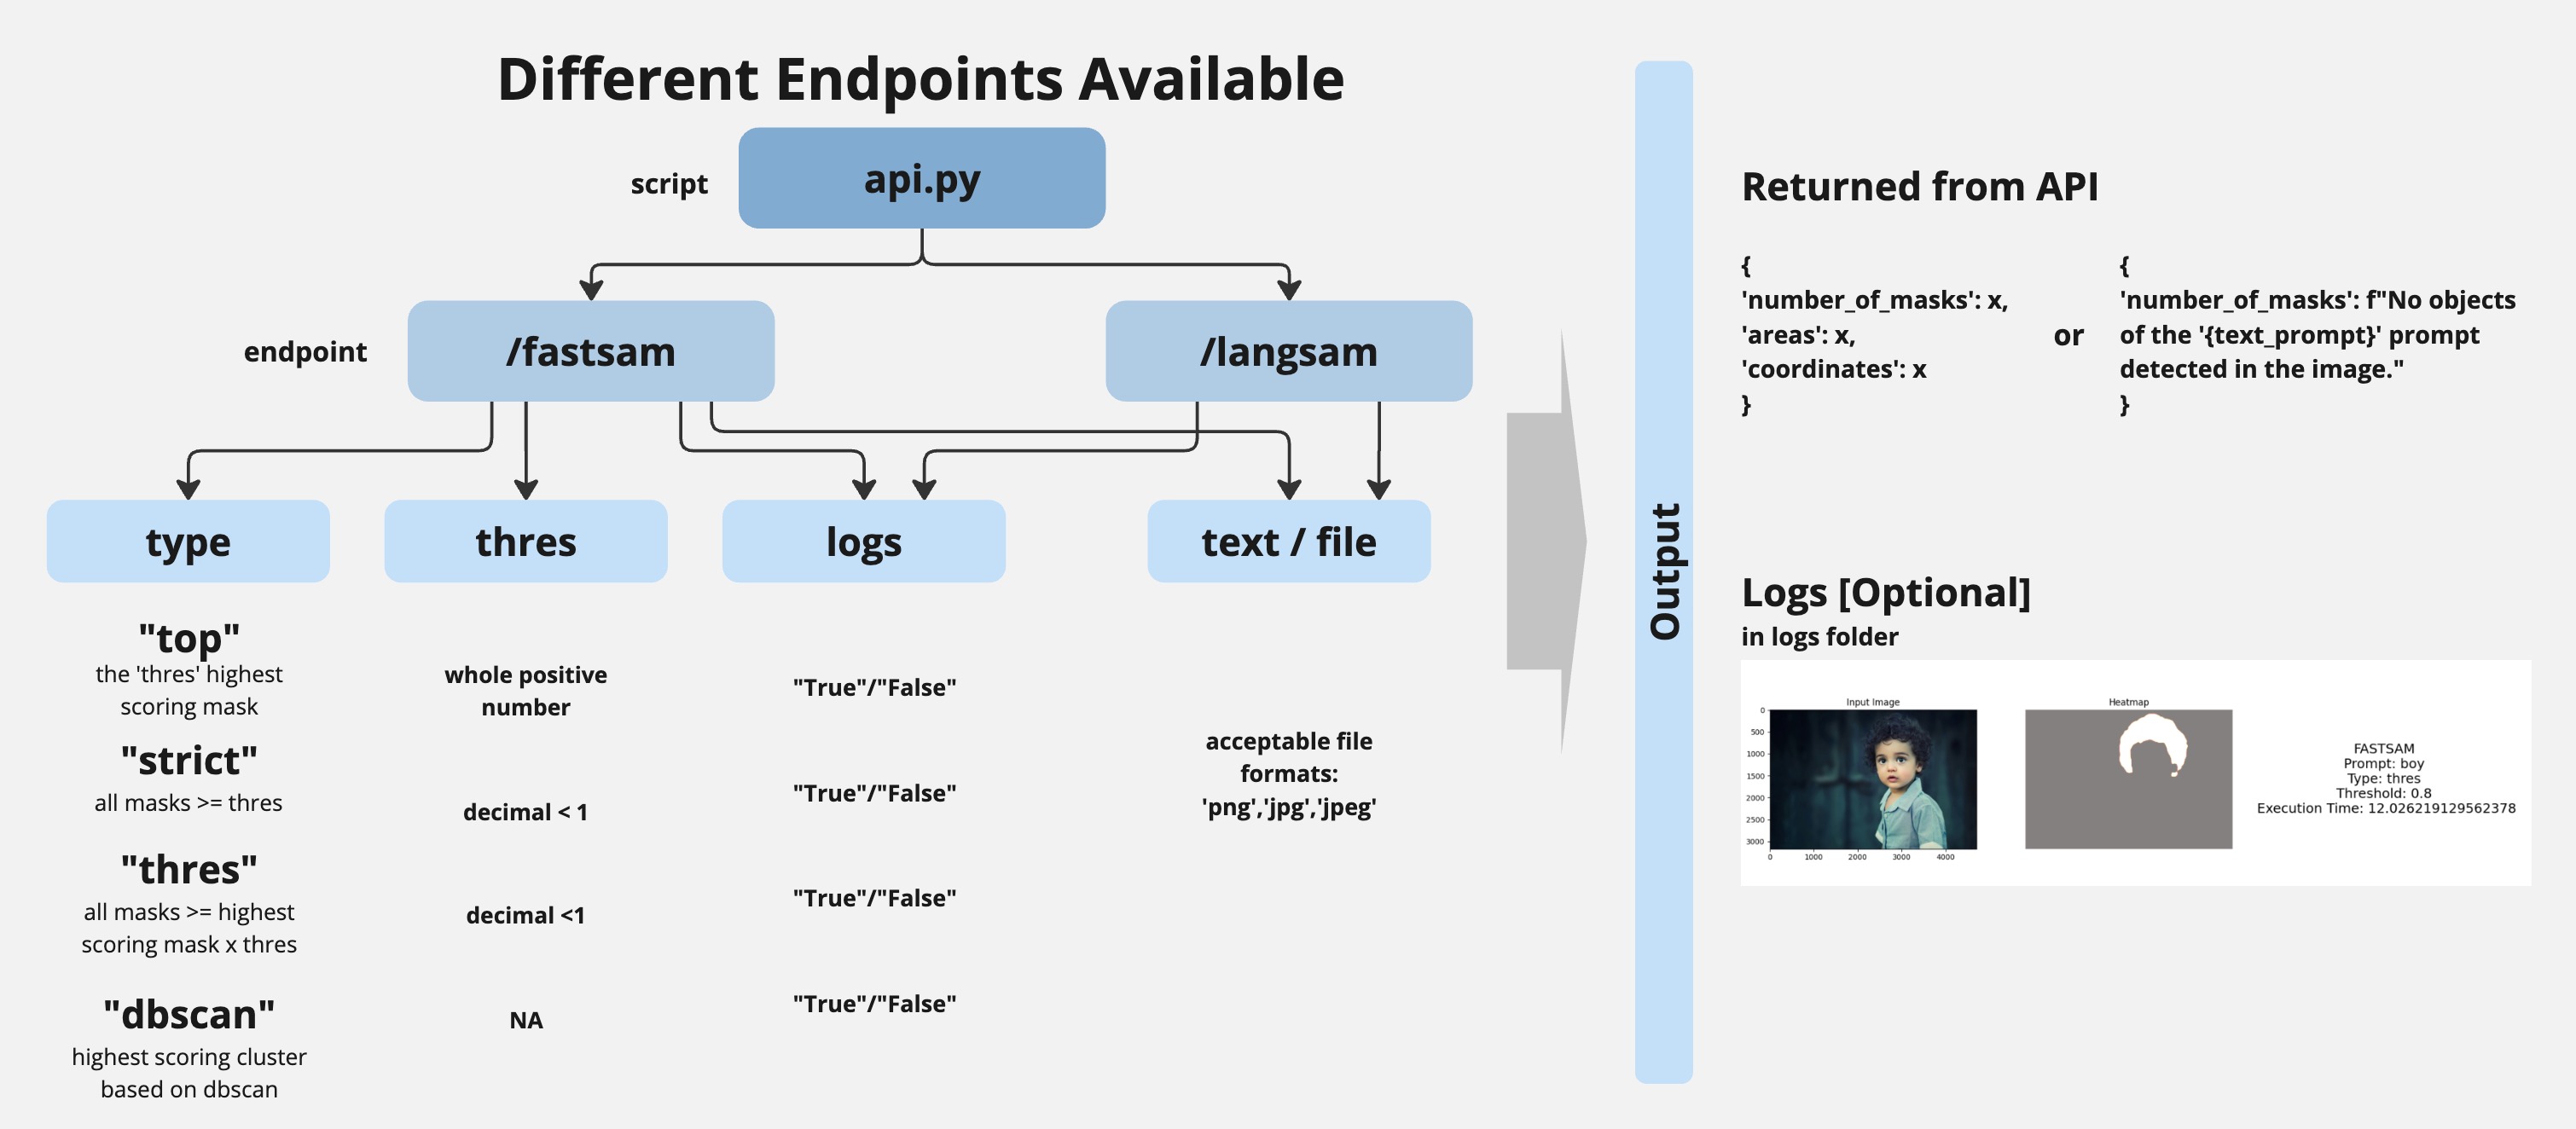 Different Endpoints Available
script
api.py
endpoint
/fastsam
/langsam
type
thres
logs
text / file
"top"
the 'thres' highest
scoring mask
whole positive
number
"True"/"False"
"strict"
all masks >= thres
decimal < 1
"True"/"False"
"thres"
all masks >= highest
scoring mask x thres
decimal <1
"True"/"False"
"dbscan"
highest scoring cluster
based on dbscan
NA
"True"/"False"
acceptable file
formats:
'png','jpg','jpeg'
Output
Returned from API
{
'number_of_masks': x,
'areas': x,
'coordinates': x
}
or
{
'number_of_masks': f"No objects
of the '{text_prompt}' prompt
detected in the image."
}
Logs [Optional]
in logs folder
Input Image
0
500
1000
1500
2000
2500
3000
0
1000
2000
3000
4000
Heatmap
FASTSAM
Prompt: boy
Type: thres
Threshold: 0.8
Execution Time: 12.026219129562378